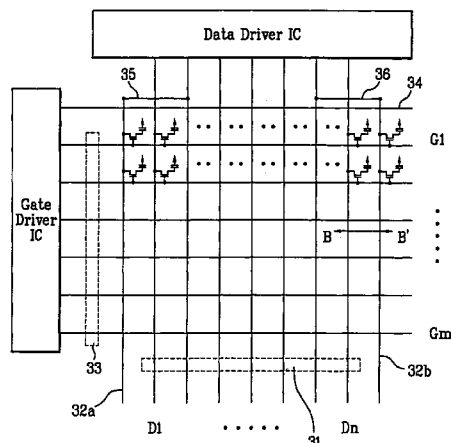 Data Driver IC
35
36
34
G1
Gate
Driver
IC
B
B'
33
Gm
32a
32b
D1
Dn
31